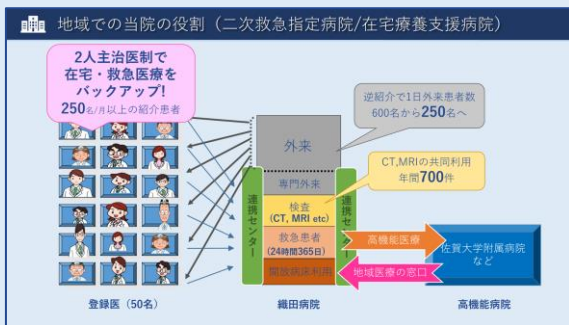 地域での当院の役割（二次救急指定病院/在宅療養支援病院）
2人主治医制で
在宅・救急医療を
バックアップ!
250名/月以上の紹介患者
逆紹介で1日外来患者数
600名から250名へ
外来
CT,MRIの共同利用
年間700件
専門外来
検査
(CT, MRI etc)
救急患者
(24時間365日)
開放病床利用
連携センター
連携センター
高機能医療
地域医療の窓口
佐賀大学附属病院
など
登録医（50名）
織田病院
高機能病院